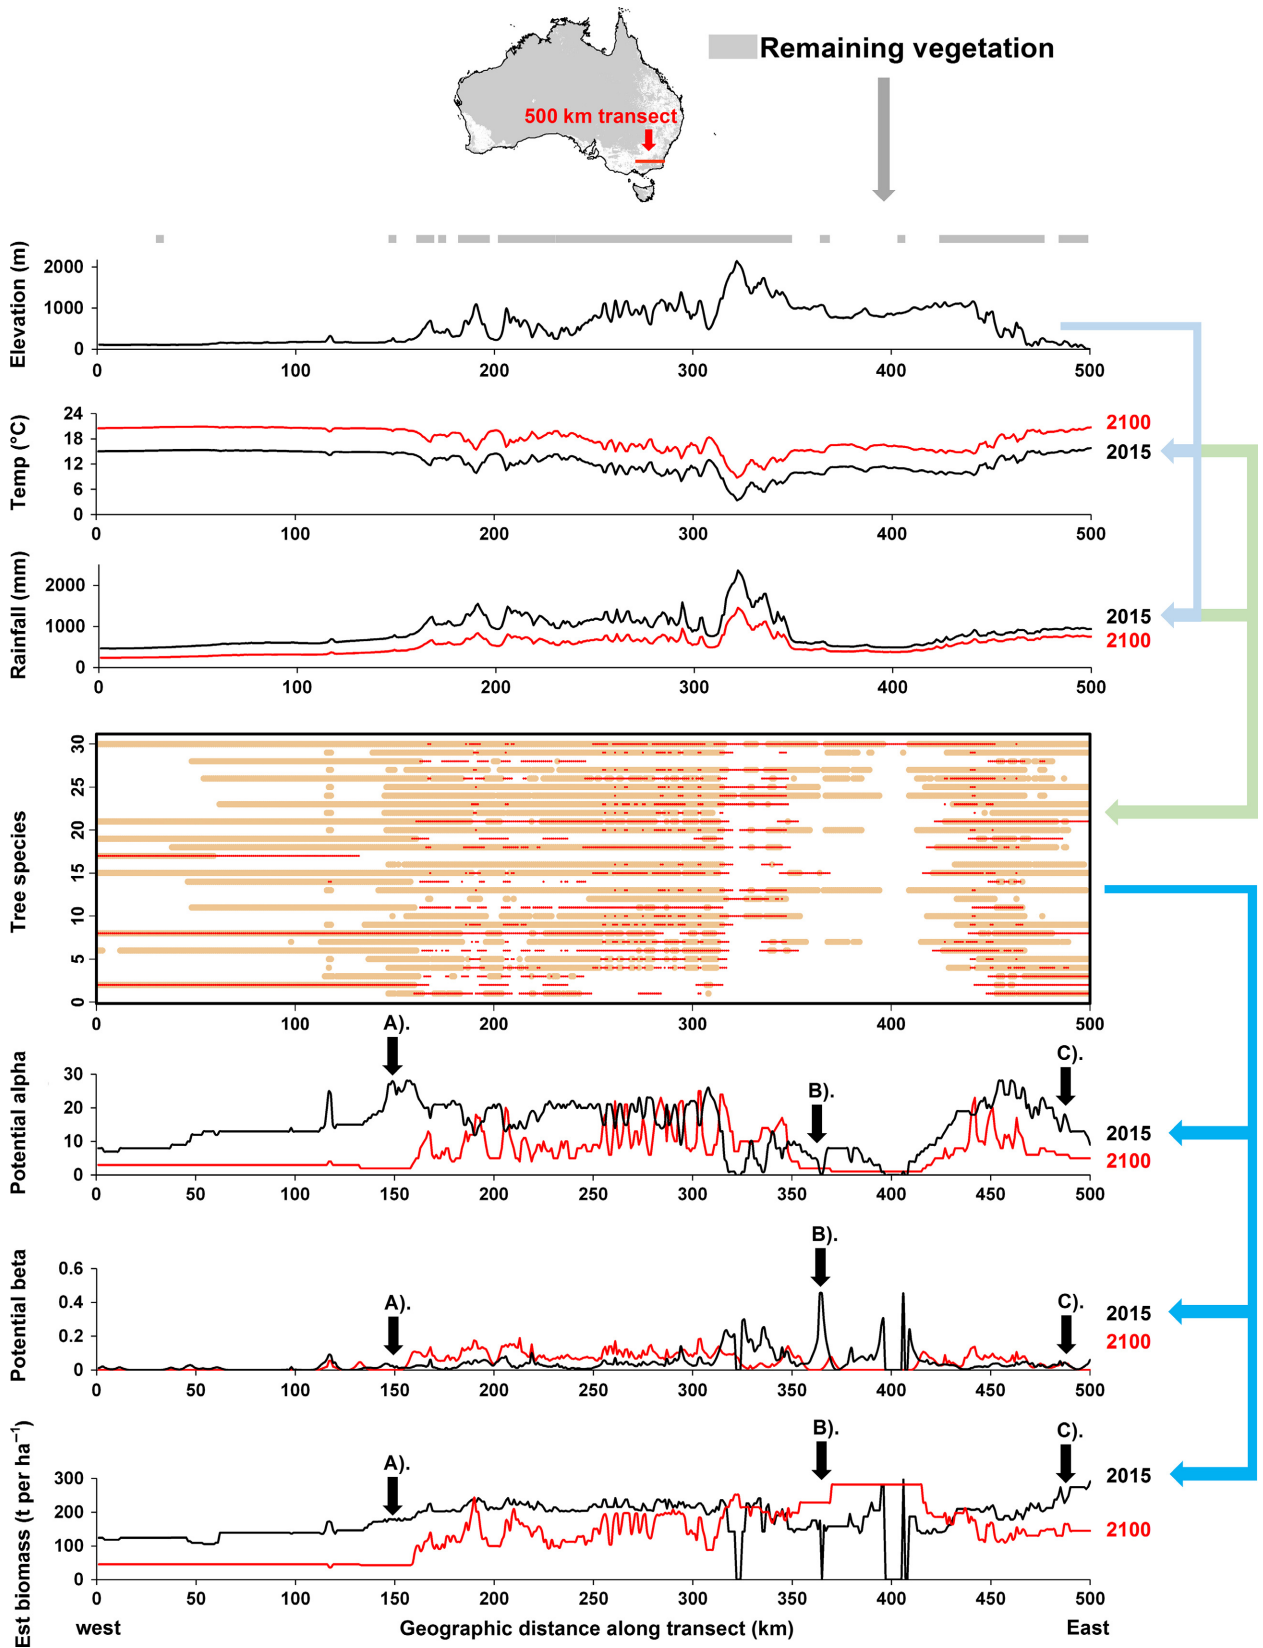 Remaining vegetation
500 km transect
Elevation (m)
2000
1000
0
0 100 200 300 400 500
Temp (°C)
24
18
12
6
0
2100
2015
0 100 200 300 400 500
Rainfall (mm)
2000
1000
0
2015
2100
0 100 200 300 400 500
Tree species
30
25
20
15
10
5
0
0 100 200 300 400 500
A).
B).
C).
Potential alpha
30
20
10
0
2015
2100
0 50 100 150 200 250 300 350 400 450 500
B).
A).
C).
Potential beta
0.6
0.4
0.2
0
2015
2100
0 50 100 150 200 250 300 350 400 450 500
B).
A).
C).
Est biomass (t per ha⁻¹)
300
200
100
0
2015
2100
0 50 100 150 200 250 300 350 400 450 500
west Geographic distance along transect (km) East